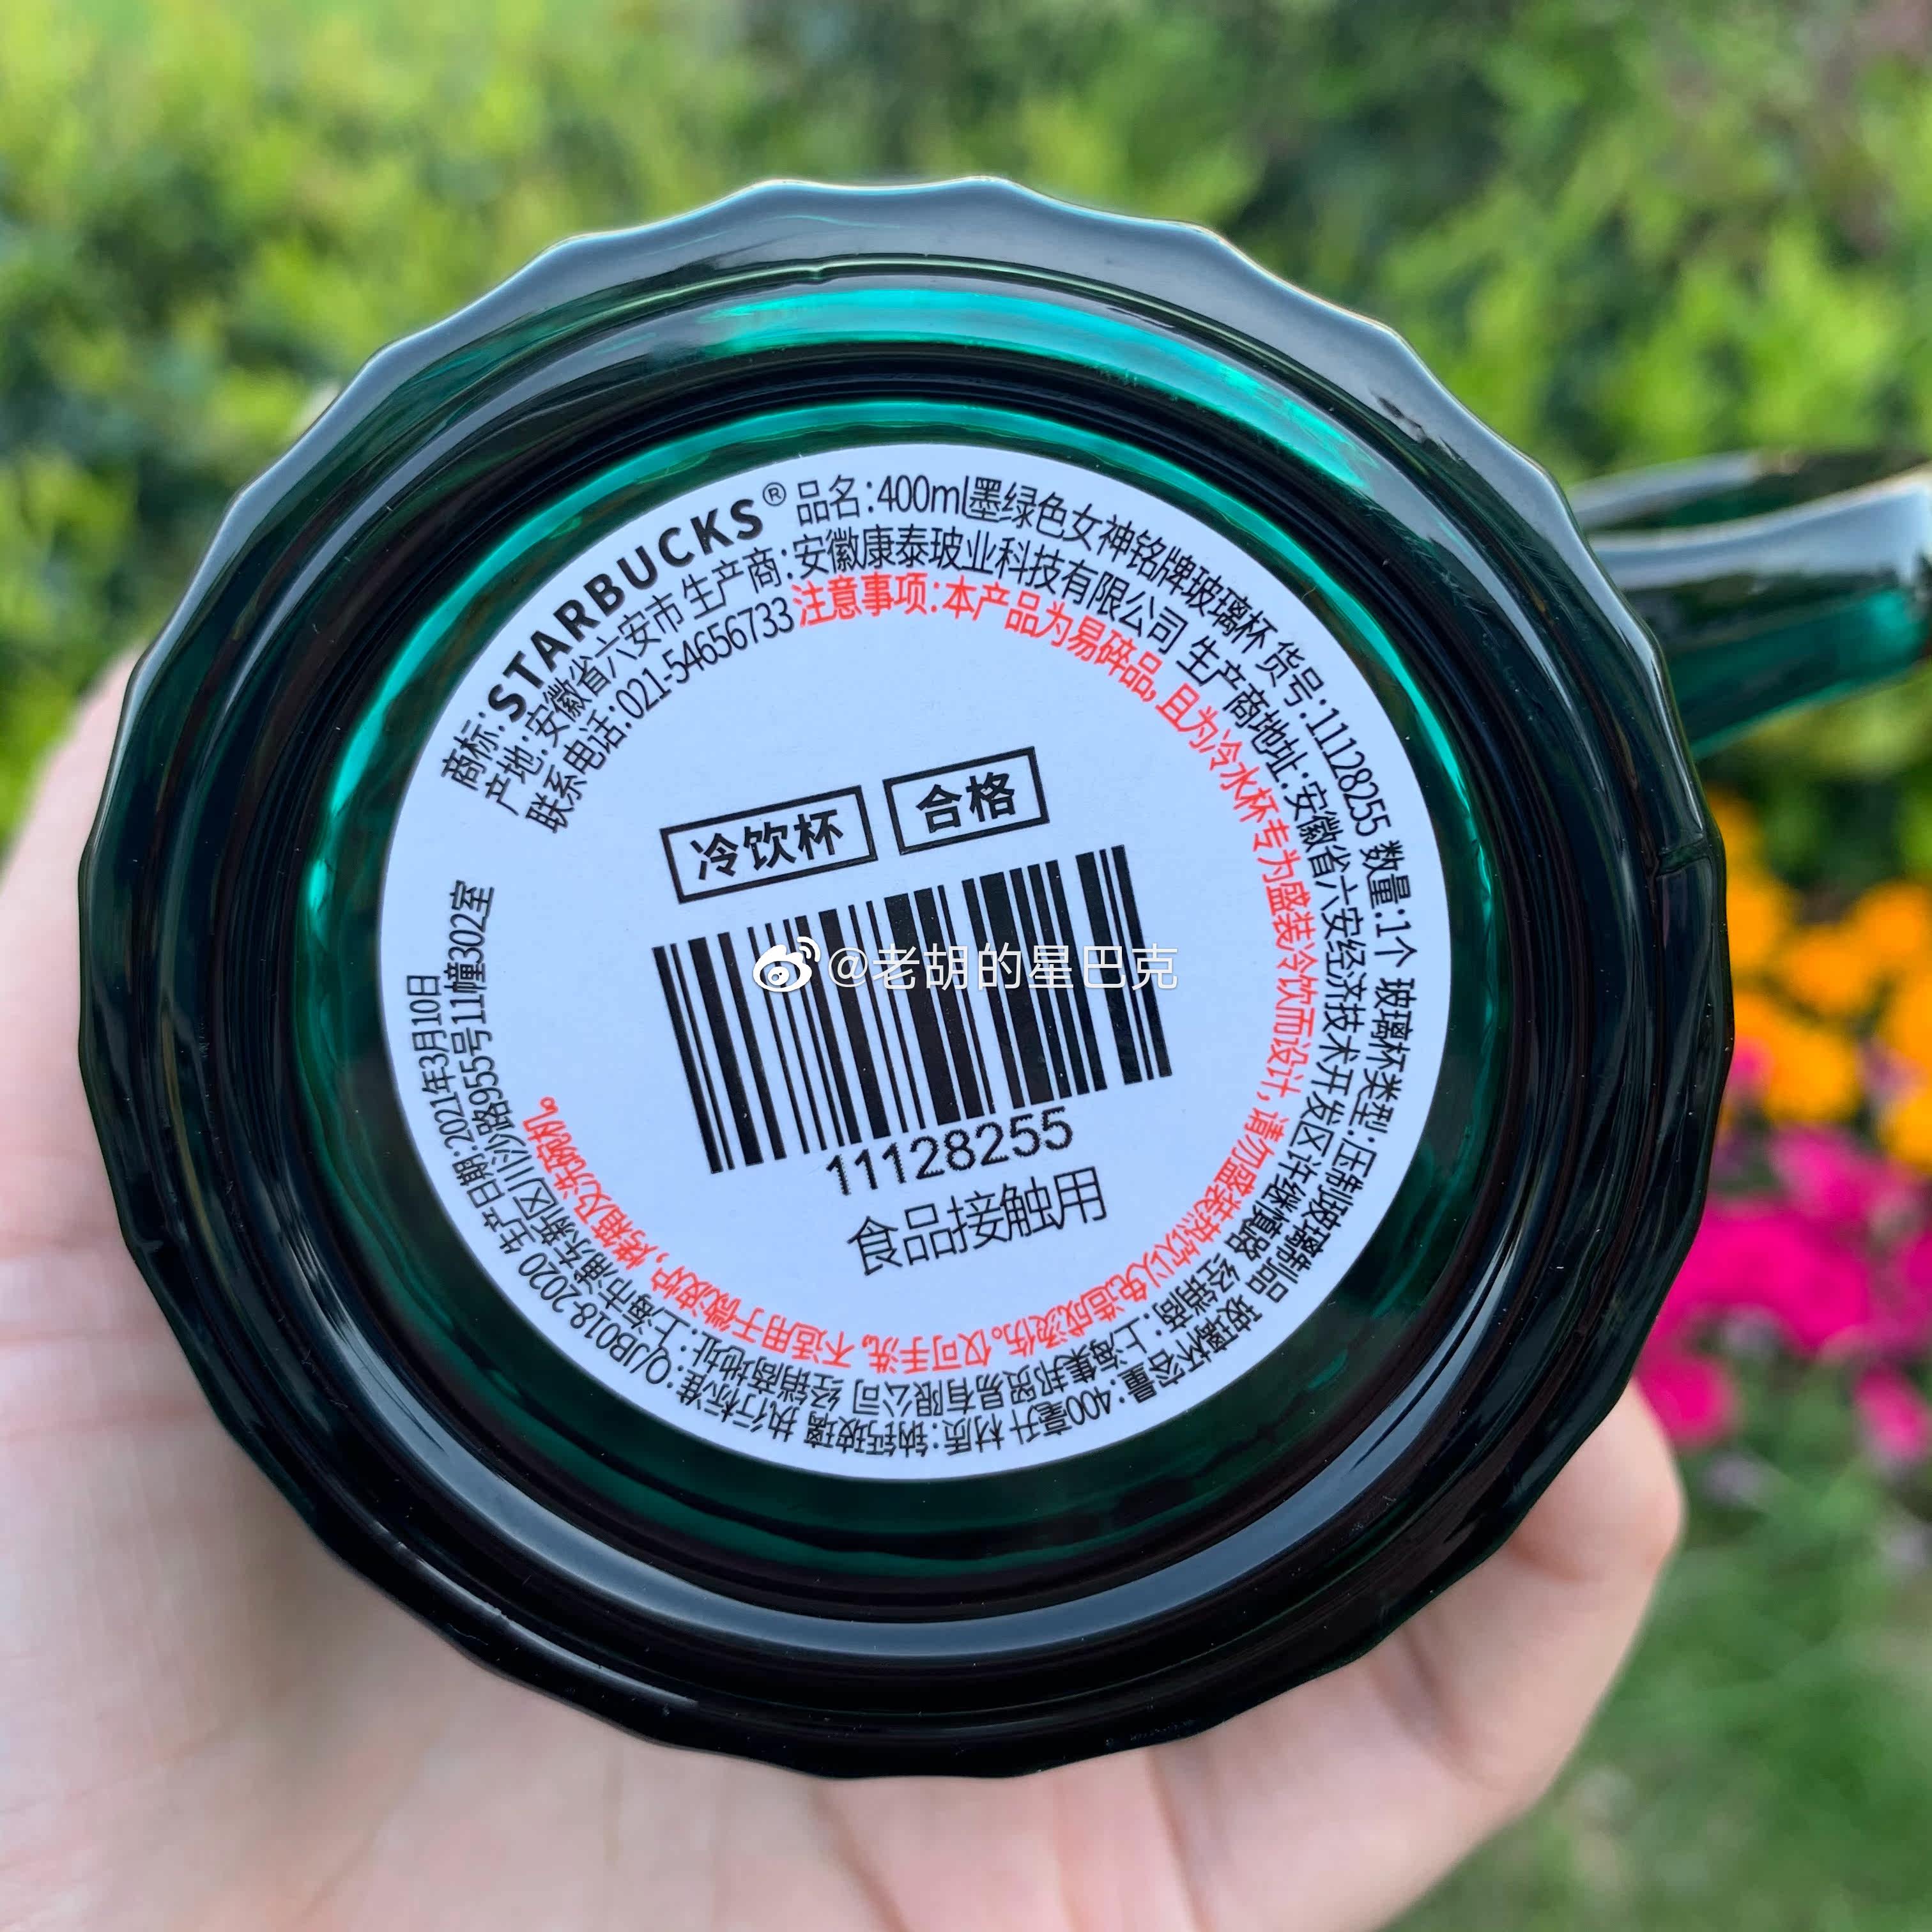 商标:STARBUCKS® 品名:400ml墨绿色女神铭牌玻璃杯 货号:11128255 数量:1个 玻璃杯类型:压制玻璃制品 玻璃杯容量:400毫升 材质:钠钙玻璃 执行标准:Q/JB018-2020 生产日期:2021年3月10日
产地:安徽省六安市 生产商:安徽康泰玻业科技有限公司 生产商地址:安徽省六安经济技术开发区许继慎路 经销商:上海集邦贸易有限公司 经销商地址:上海市浦东新区川沙路955号11幢302室
联系电话:021-54656733 注意事项:本产品为易碎品,且为冷水杯专为盛装冷饮而设计,请勿盛装热饮以免造成烫伤。仅可手洗。不适用于微波炉,烤箱及洗碗机。
冷饮杯 合格
@老胡的星巴克
11128255
食品接触用